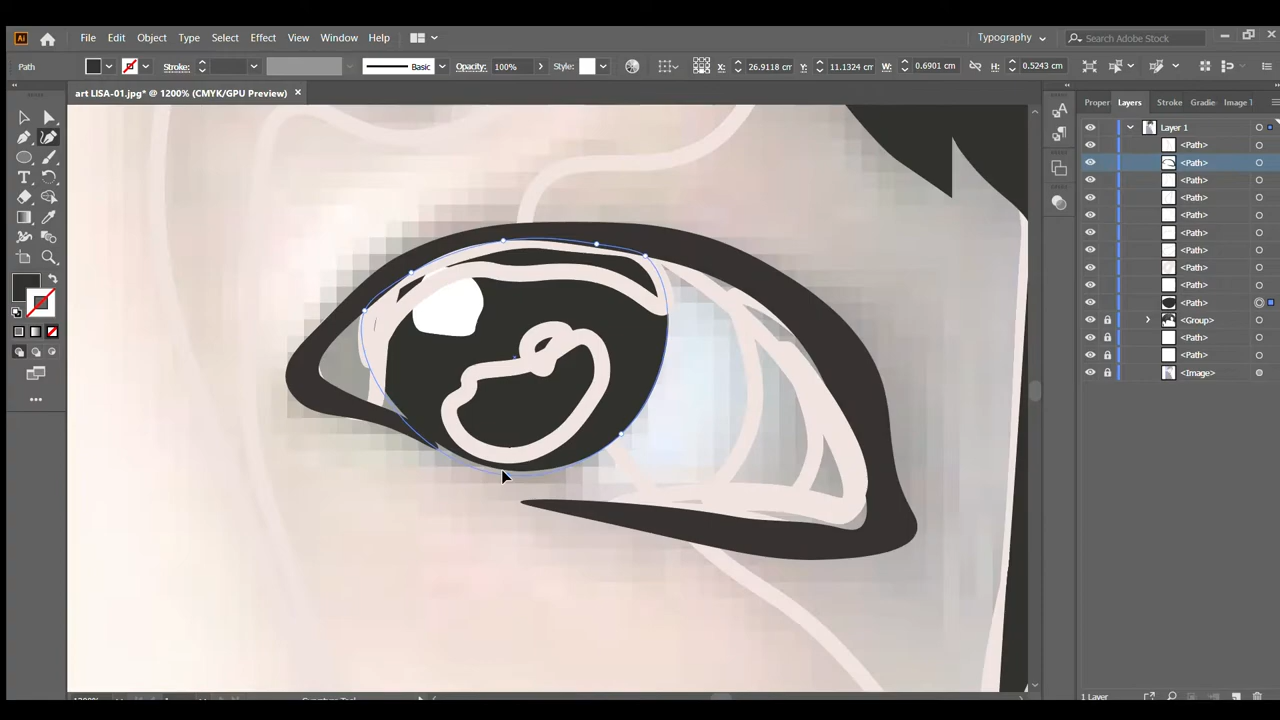 Ai File Edit Object Type Select Effect View Window Help Typography Search Adobe Stock
Path Stroke: Basic Opacity: 100% Style: X: 26.9118 cm Y: 11.1324 cm W: 0.6901 cm H: 0.5243 cm
art LISA-01.jpg* @ 1200% (CMYK/GPU Preview)
Proper Layers Stroke Gradie Image T
Layer 1
<Path>
<Path>
<Path>
<Path>
<Path>
<Path>
<Path>
<Path>
<Path>
<Path>
<Group>
<Path>
<Path>
<Image>
1 Layer